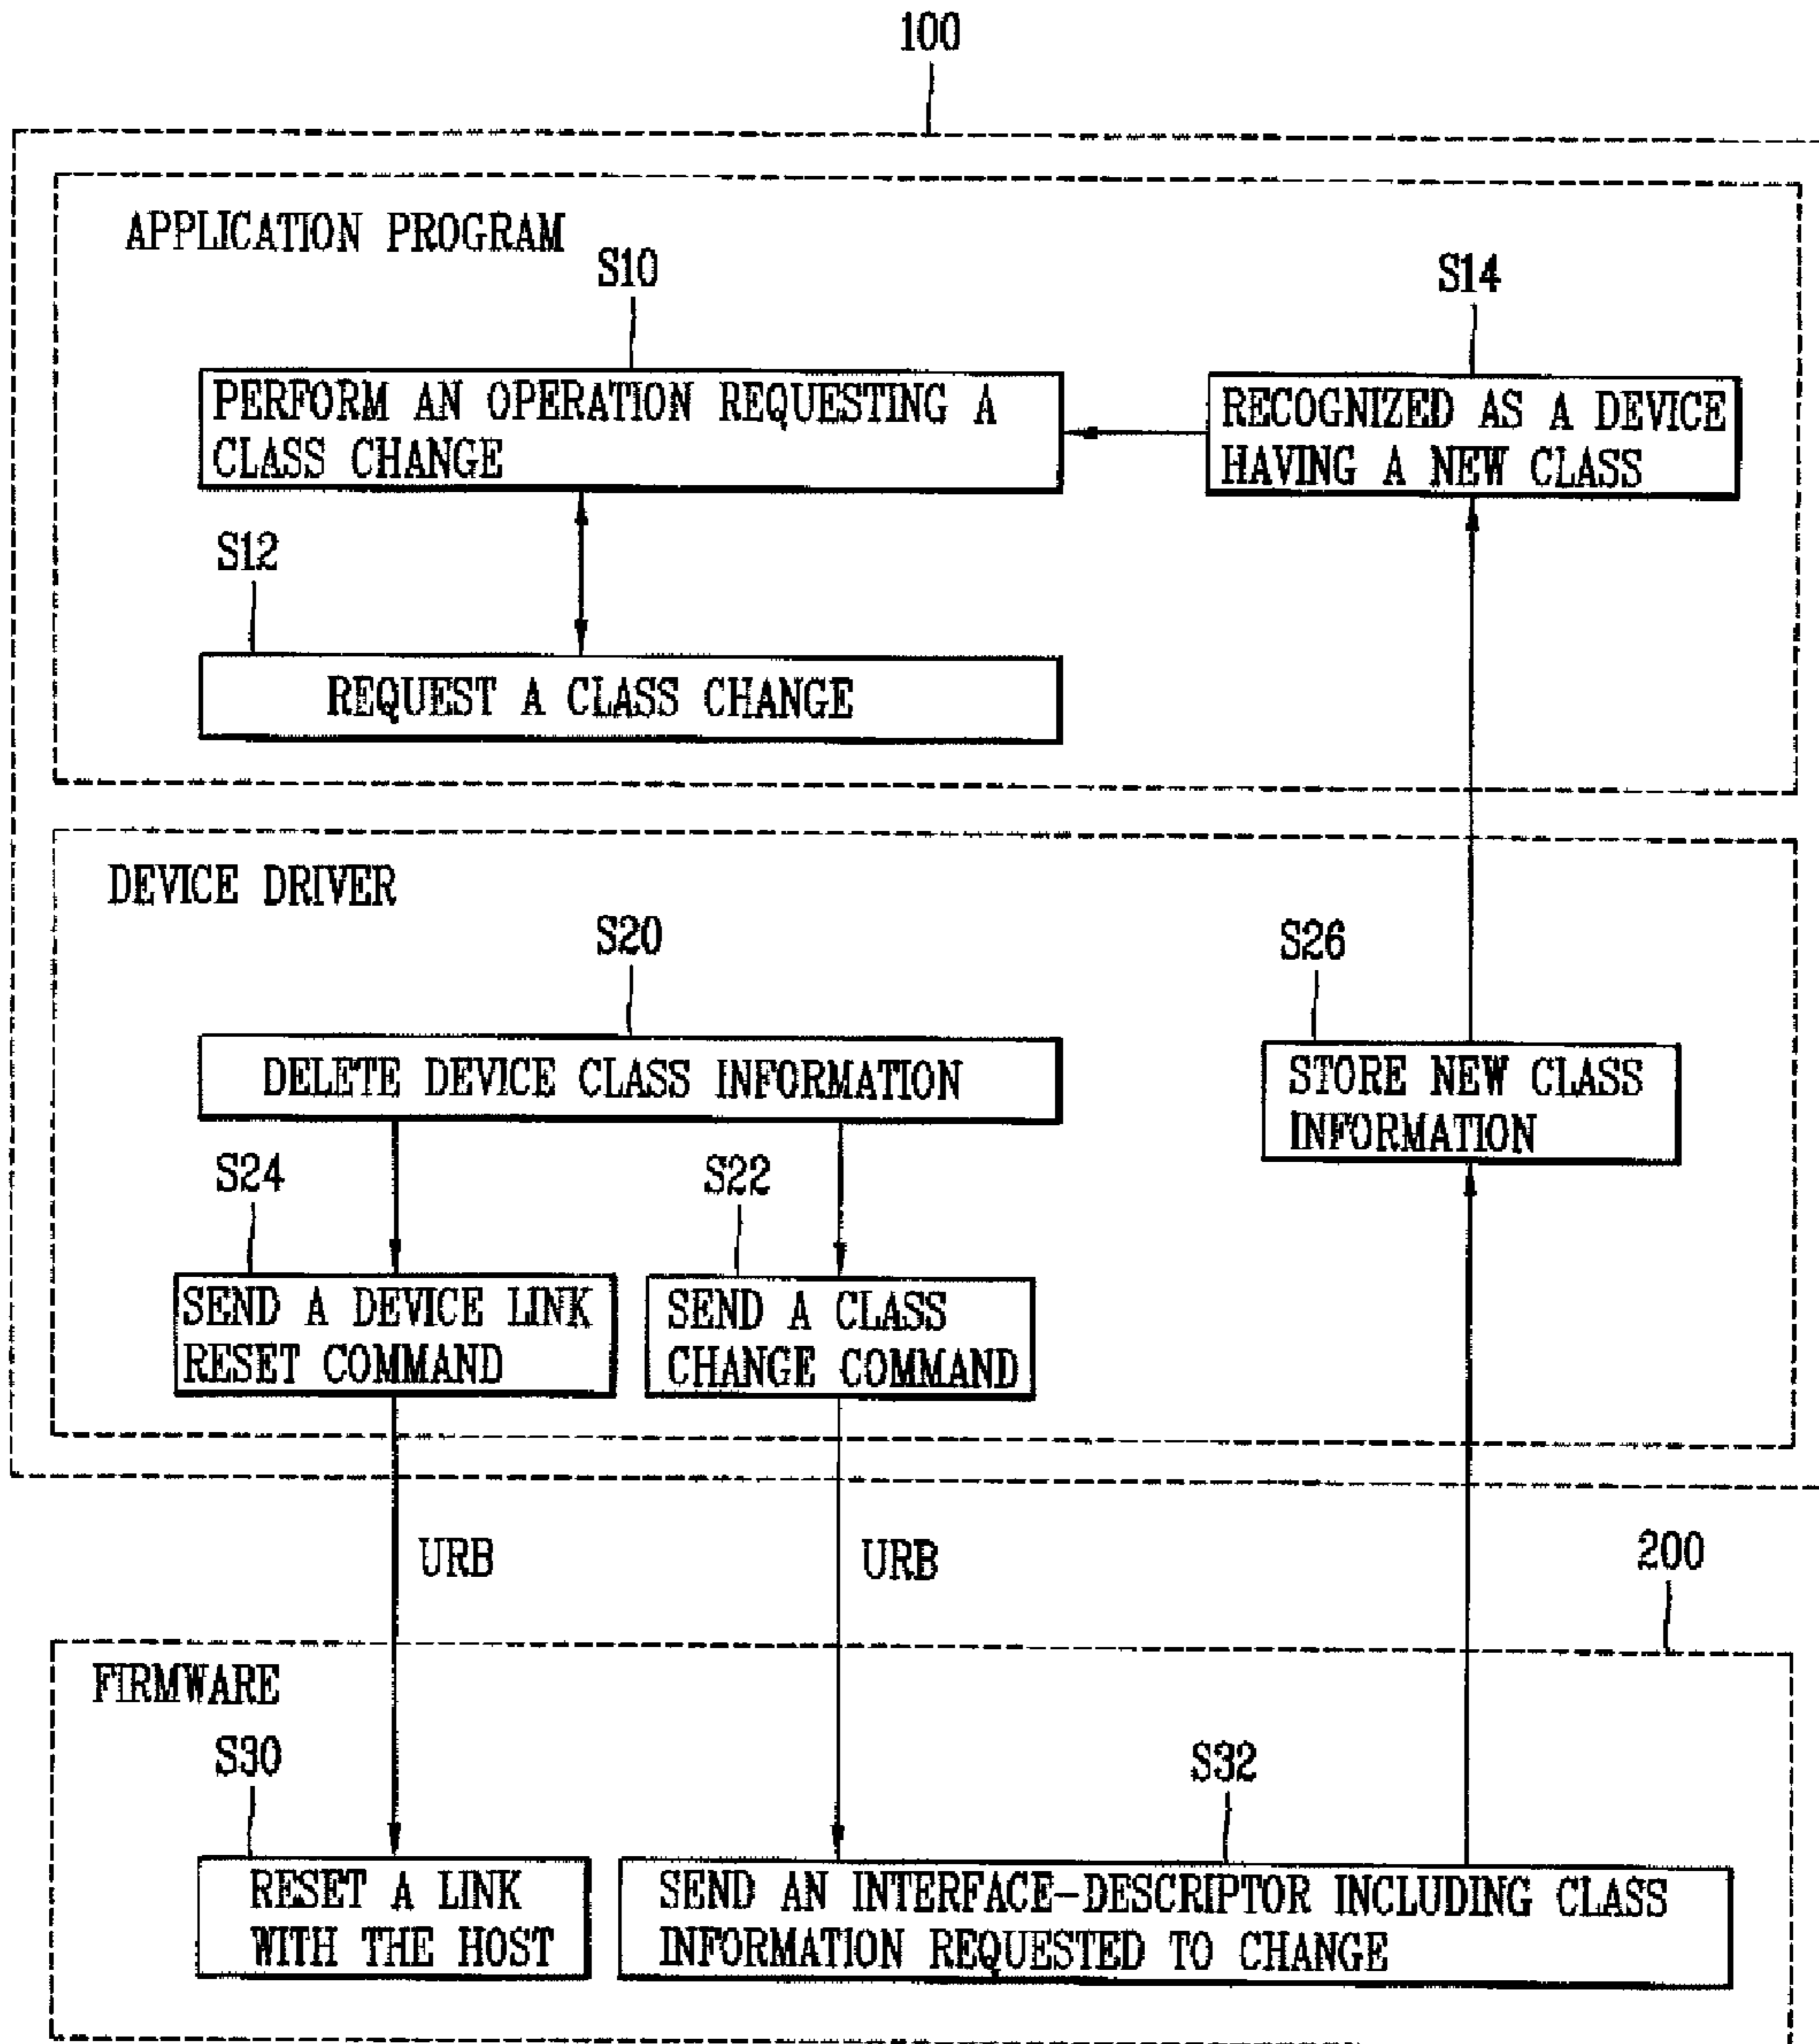 100
APPLICATION PROGRAM
S10
S14
PERFORM AN OPERATION REQUESTING A
CLASS CHANGE
RECOGNIZED AS A DEVICE
HAVING A NEW CLASS
S12
REQUEST A CLASS CHANGE
DEVICE DRIVER
S20
S26
DELETE DEVICE CLASS INFORMATION
STORE NEW CLASS
INFORMATION
S24
S22
SEND A DEVICE LINK
RESET COMMAND
SEND A CLASS
CHANGE COMMAND
URB
URB
200
FIRMWARE
S30
S32
RESET A LINK
WITH THE HOST
SEND AN INTERFACE-DESCRIPTOR INCLUDING CLASS
INFORMATION REQUESTED TO CHANGE